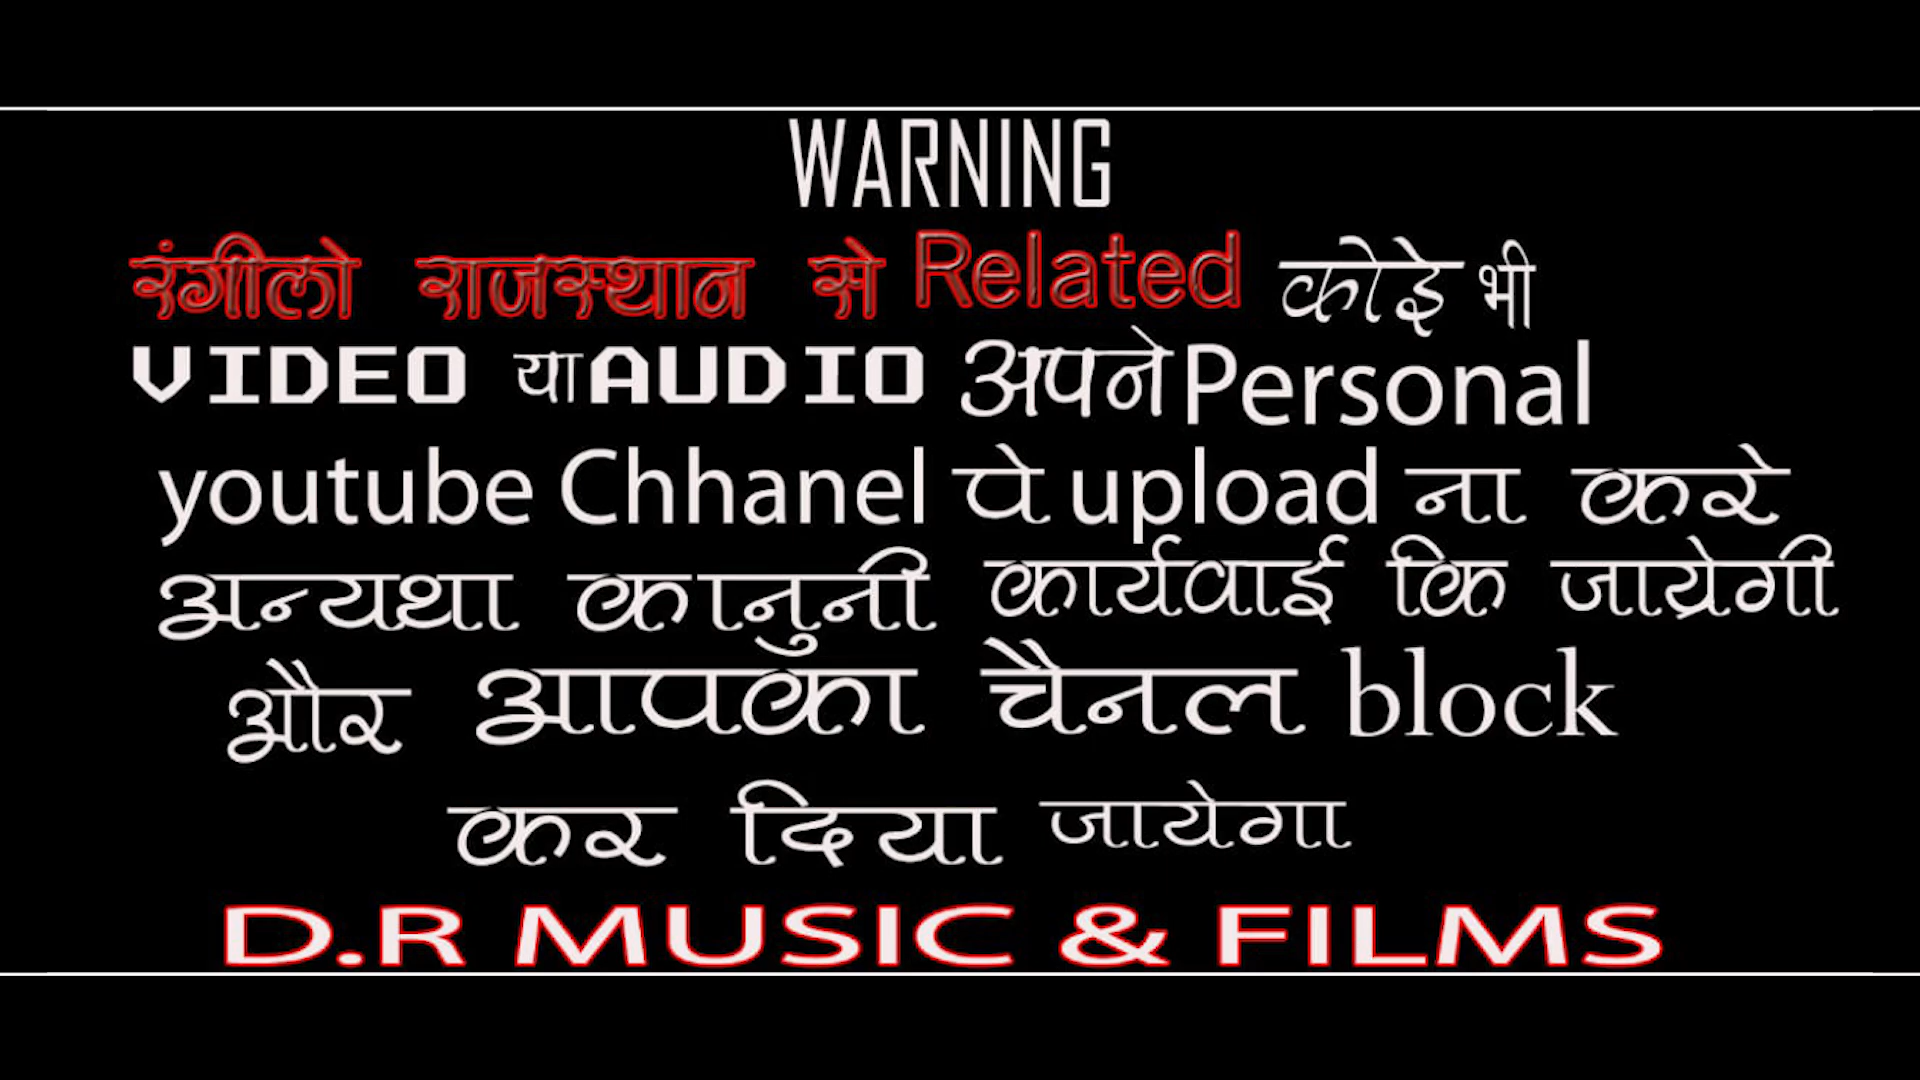 WARNING
रंगीलो राजस्थान से Related कोइे भी
VIDEO या AUDIO अपने Personal
youtube Chhanel पे upload ना करे
अन्यथा कानुनी कार्यवाई कि जायेगी
और आपका चैनल block
कर दिया जायेगा
D.R MUSIC & FILMS